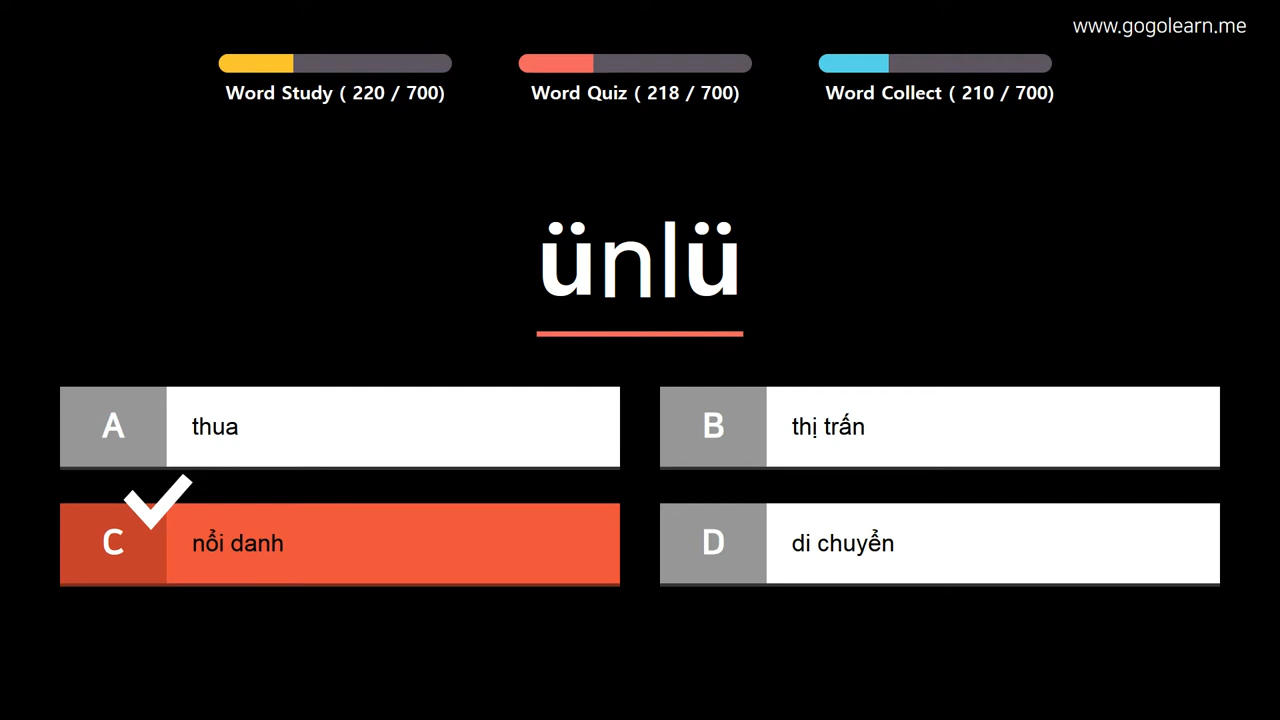 www.gogolearn.me
Word Study ( 220 / 700)
Word Quiz ( 218 / 700)
Word Collect ( 210 / 700)
ünlü
A
thua
B
thị trấn
C
nổi danh
D
di chuyển